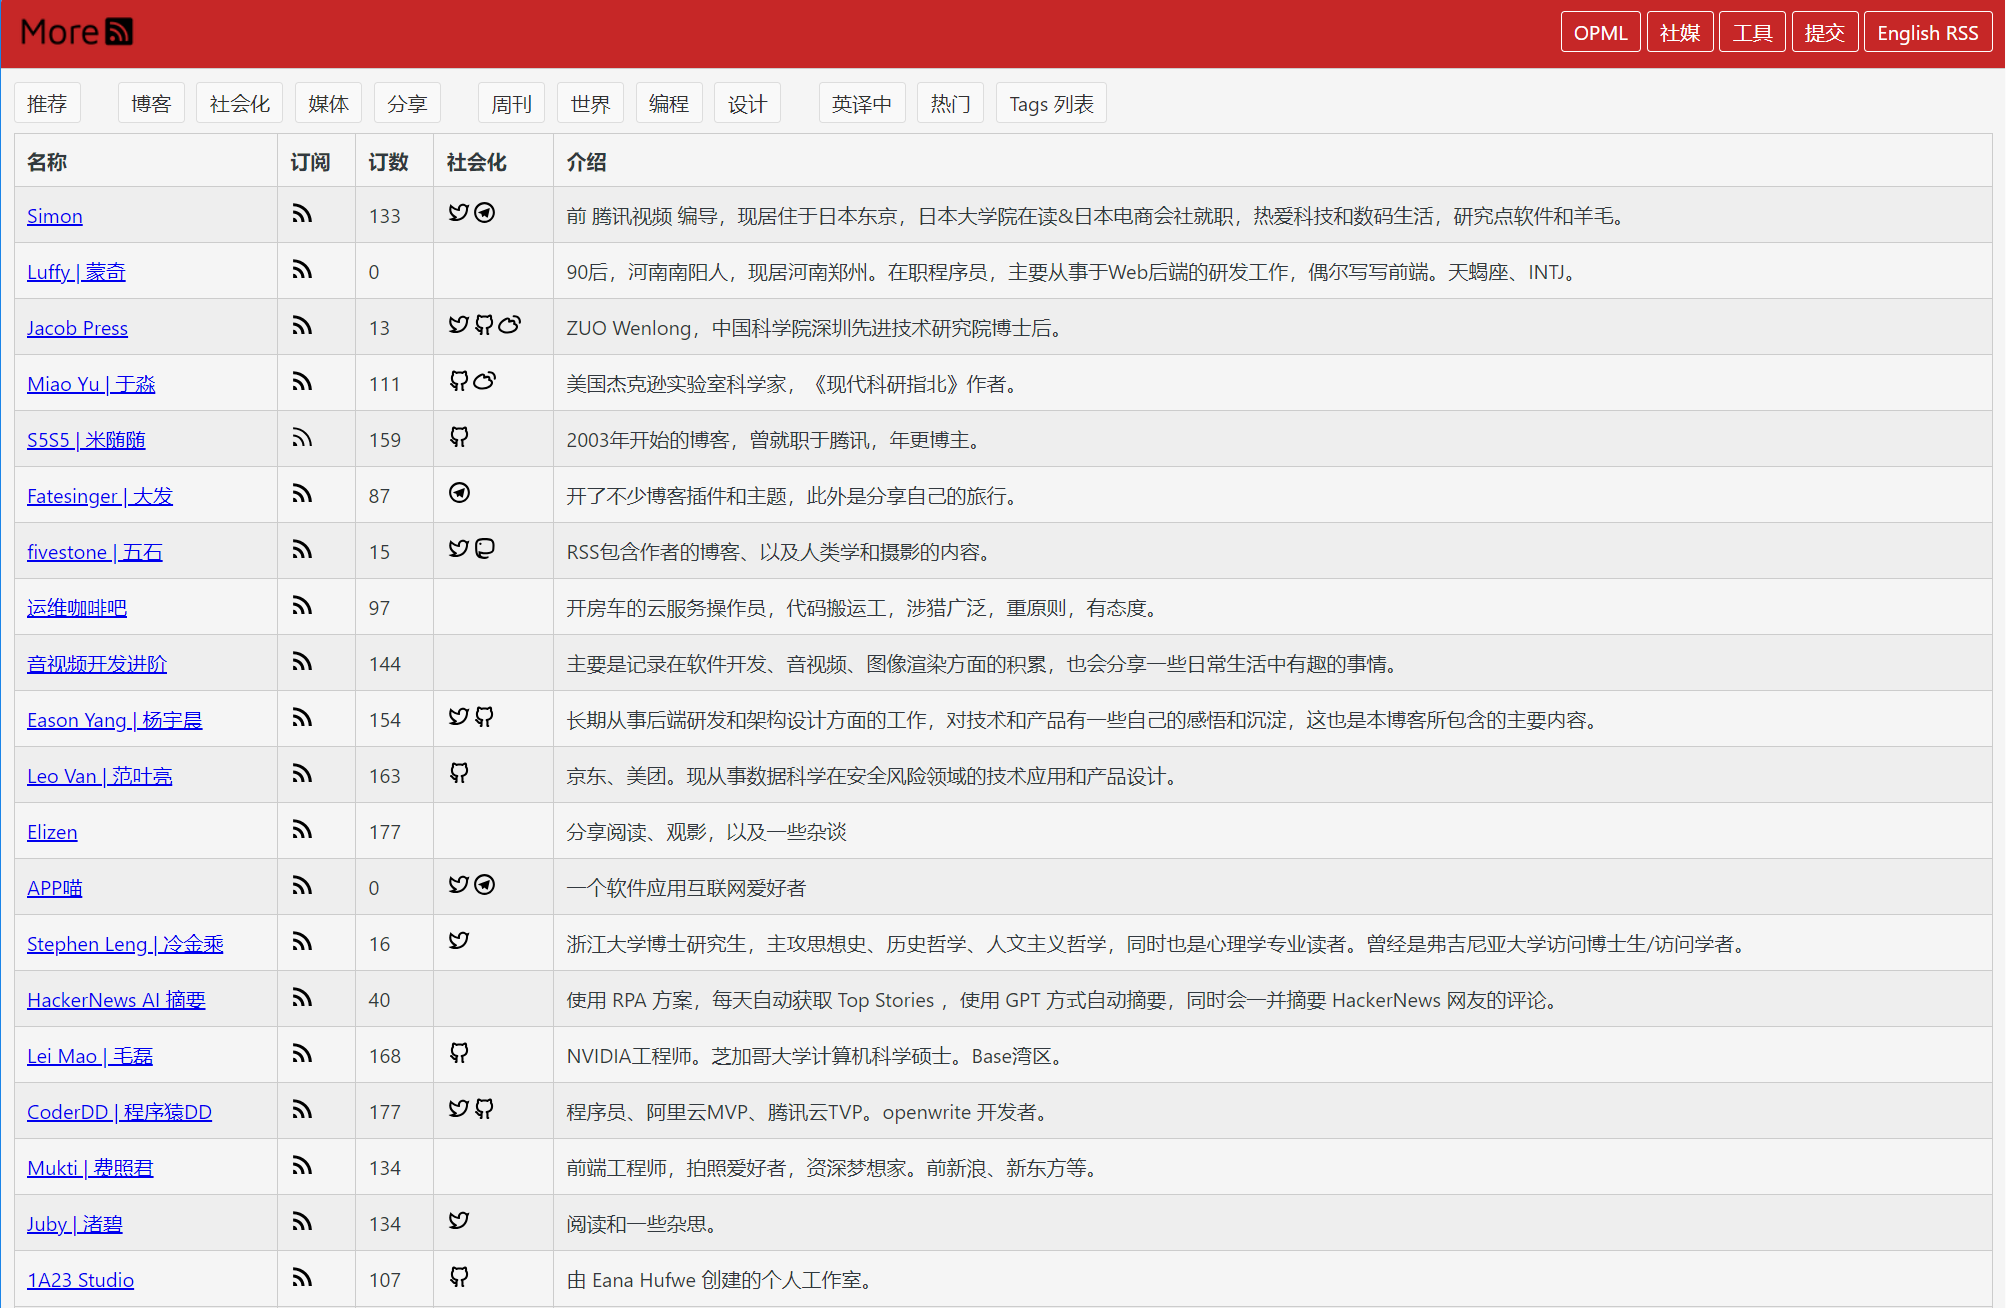 More
OPML 社媒 工具 提交 English RSS
推荐 博客 社会化 媒体 分享 周刊 世界 编程 设计 英译中 热门 Tags 列表
名称 订阅 订数 社会化 介绍
Simon 133 前 腾讯视频 编导，现居住于日本东京，日本大学院在读&日本电商会社就职，热爱科技和数码生活，研究点软件和羊毛。
Luffy | 蒙奇 0 90后，河南南阳人，现居河南郑州。在职程序员，主要从事于Web后端的研发工作，偶尔写写前端。天蝎座、INTJ。
Jacob Press 13 ZUO Wenlong，中国科学院深圳先进技术研究院博士后。
Miao Yu | 于淼 111 美国杰克逊实验室科学家，《现代科研指北》作者。
S5S5 | 米随随 159 2003年开始的博客，曾就职于腾讯，年更博主。
Fatesinger | 大发 87 开了不少博客插件和主题，此外是分享自己的旅行。
fivestone | 五石 15 RSS包含作者的博客、以及人类学和摄影的内容。
运维咖啡吧 97 开房车的云服务操作员，代码搬运工，涉猎广泛，重原则，有态度。
音视频开发进阶 144 主要是记录在软件开发、音视频、图像渲染方面的积累，也会分享一些日常生活中有趣的事情。
Eason Yang | 杨宇晨 154 长期从事后端研发和架构设计方面的工作，对技术和产品有一些自己的感悟和沉淀，这也是本博客所包含的主要内容。
Leo Van | 范叶亮 163 京东、美团。现从事数据科学在安全风险领域的技术应用和产品设计。
Elizen 177 分享阅读、观影，以及一些杂谈
APP喵 0 一个软件应用互联网爱好者
Stephen Leng | 冷金乘 16 浙江大学博士研究生，主攻思想史、历史哲学、人文主义哲学，同时也是心理学专业读者。曾经是弗吉尼亚大学访问博士生/访问学者。
HackerNews AI 摘要 40 使用 RPA 方案，每天自动获取 Top Stories ，使用 GPT 方式自动摘要，同时会一并摘要 HackerNews 网友的评论。
Lei Mao | 毛磊 168 NVIDIA工程师。芝加哥大学计算机科学硕士。Base湾区。
CoderDD | 程序猿DD 177 程序员、阿里云MVP、腾讯云TVP。openwrite 开发者。
Mukti | 费照君 134 前端工程师，拍照爱好者，资深梦想家。前新浪、新东方等。
Juby | 渚碧 134 阅读和一些杂思。
1A23 Studio 107 由 Eana Hufwe 创建的个人工作室。